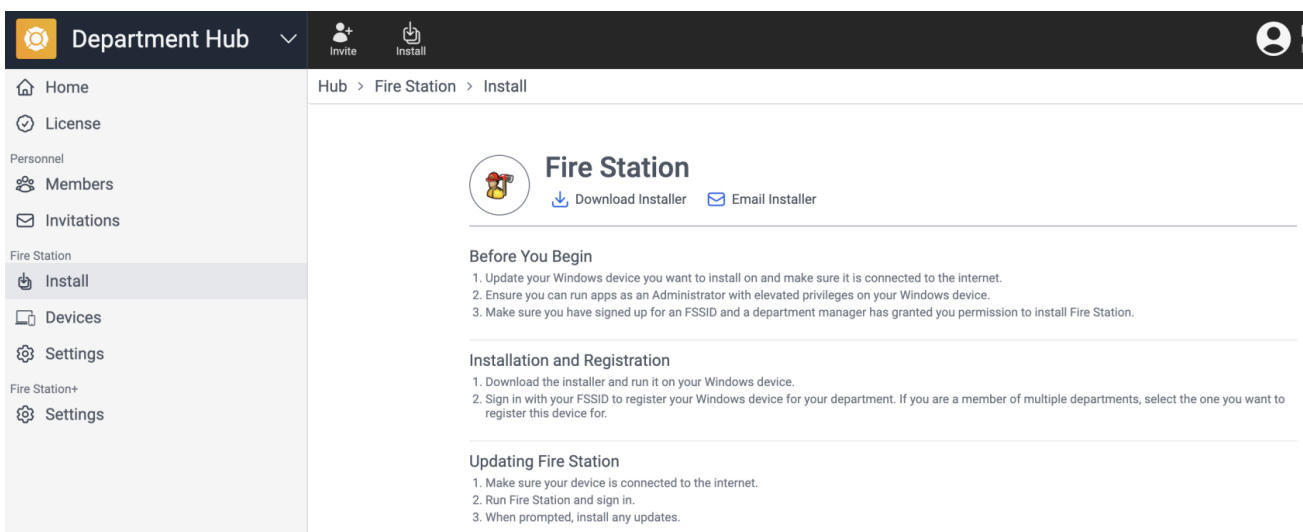 Department Hub
Invite
Install
Home
License
Personnel
Members
Invitations
Fire Station
Install
Devices
Settings
Fire Station+
Settings
Hub > Fire Station > Install
Fire Station
Download Installer
Email Installer
Before You Begin
1. Update your Windows device you want to install on and make sure it is connected to the internet.
2. Ensure you can run apps as an Administrator with elevated privileges on your Windows device.
3. Make sure you have signed up for an FSSID and a department manager has granted you permission to install Fire Station.
Installation and Registration
1. Download the installer and run it on your Windows device.
2. Sign in with your FSSID to register your Windows device for your department. If you are a member of multiple departments, select the one you want to
register this device for.
Updating Fire Station
1. Make sure your device is connected to the internet.
2. Run Fire Station and sign in.
3. When prompted, install any updates.